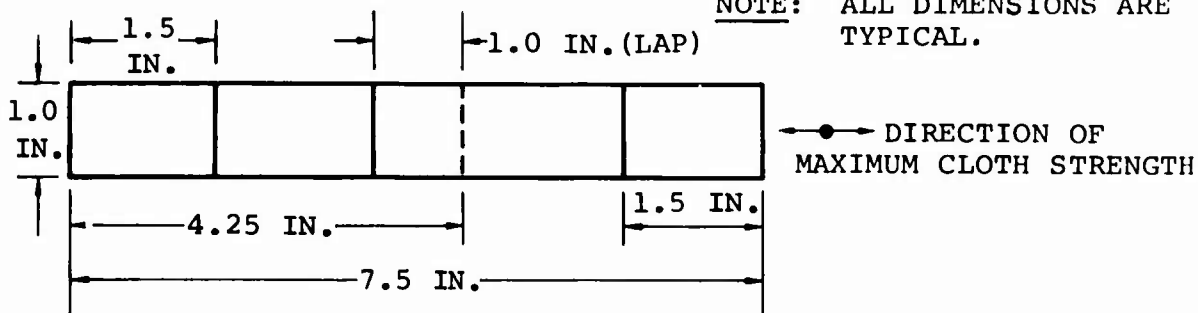 NOTE: ALL DIMENSIONS ARE
TYPICAL.
1.5
IN.
1.0 IN.(LAP)
1.0
IN.
DIRECTION OF
MAXIMUM CLOTH STRENGTH
4.25 IN.
1.5 IN.
7.5 IN.